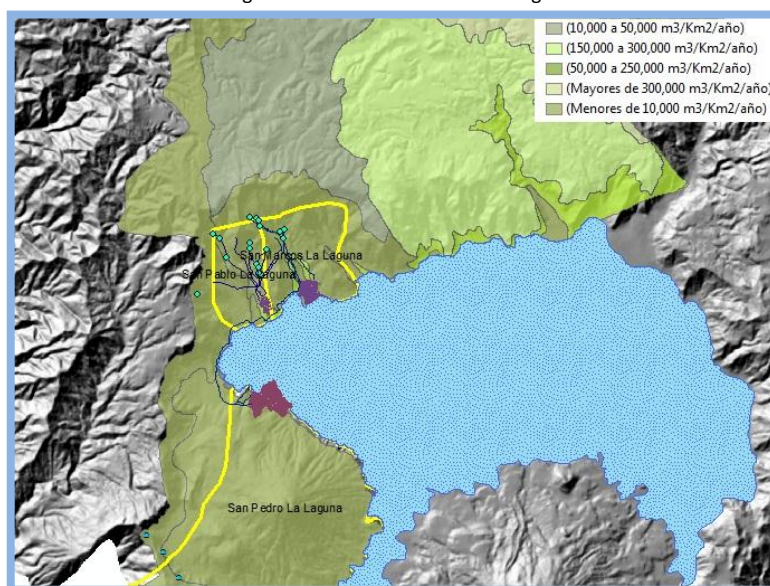 (10,000 a 50,000 m3/Km2/año)
(150,000 a 300,000 m3/Km2/año)
(50,000 a 250,000 m3/Km2/año)
(Mayores de 300,000 m3/Km2/año)
(Menores de 10,000 m3/Km2/año)
San Marcos La Laguna
San Pablo La Laguna
San Pedro La Laguna